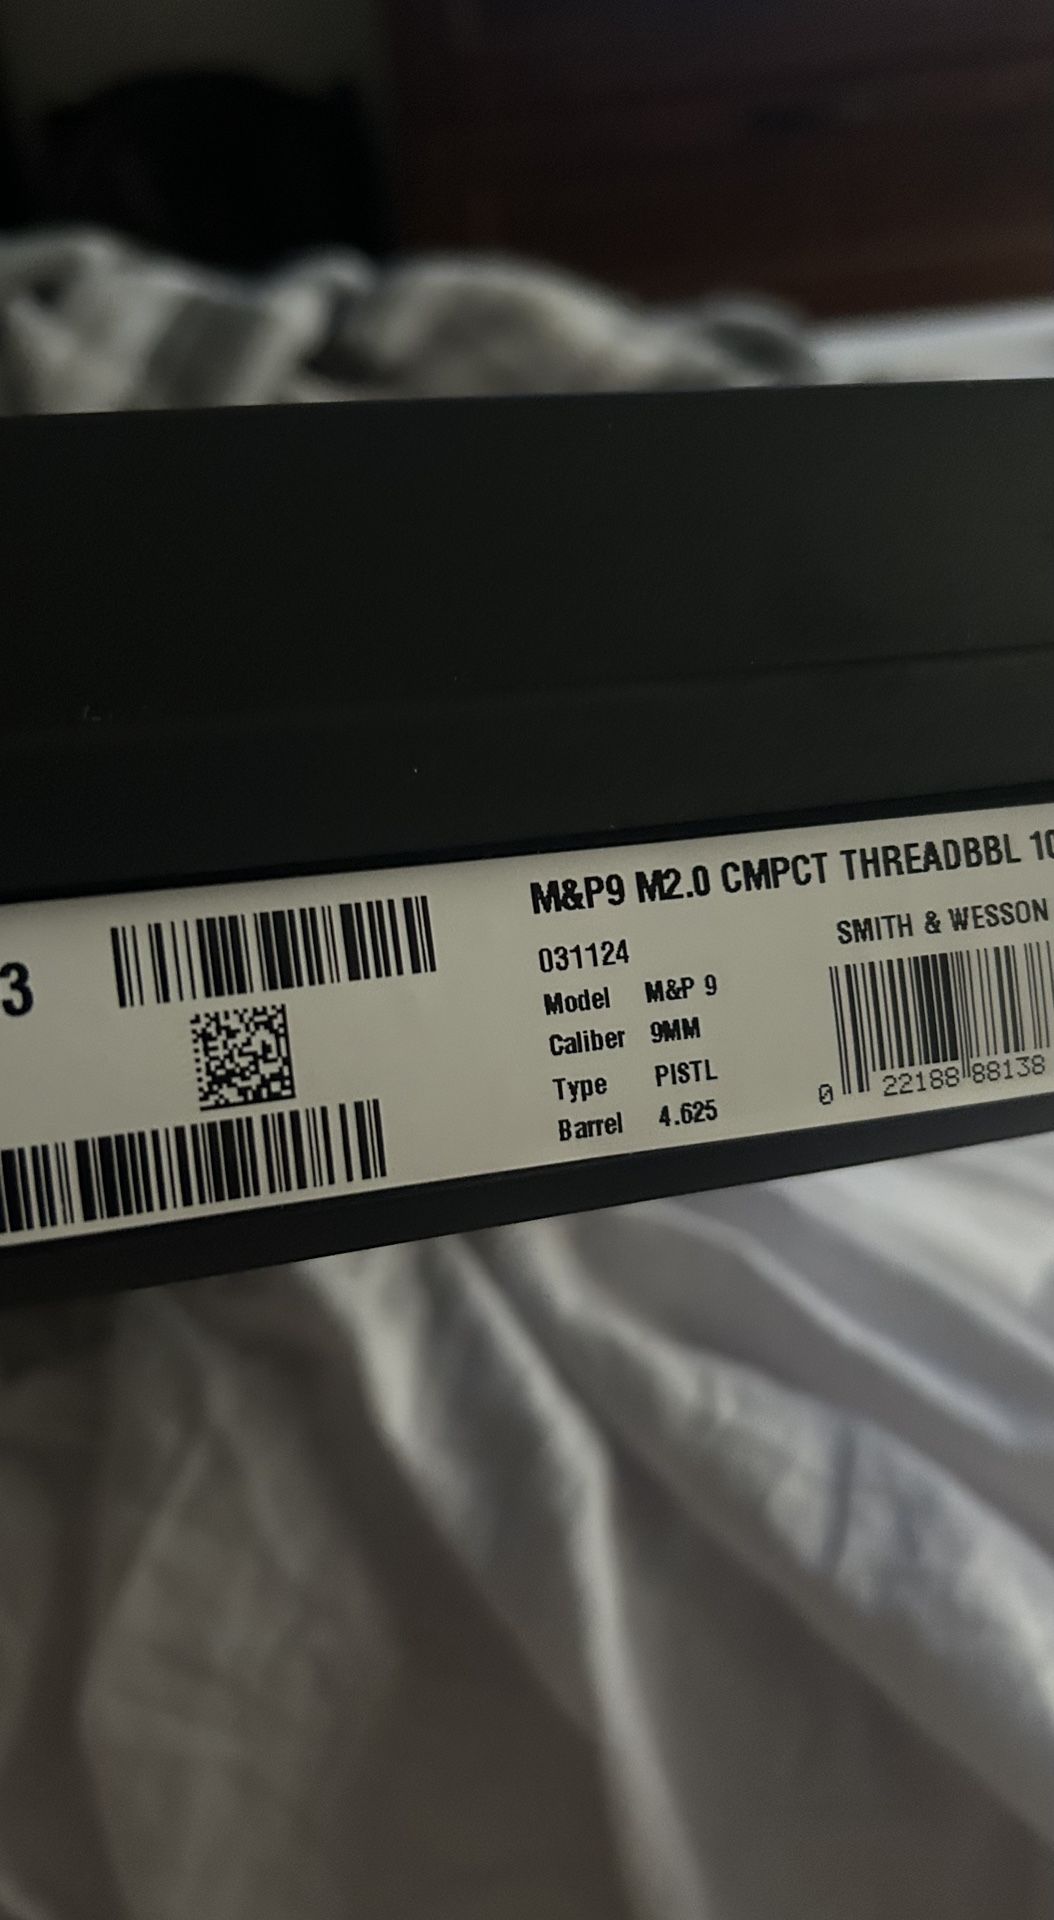 3
M&P9 M2.0 CMPCT THREADBBL 10
031124
Model M&P 9
Caliber 9MM
Type PISTL
Barrel 4.625
SMITH & WESSON
0 22188 88138